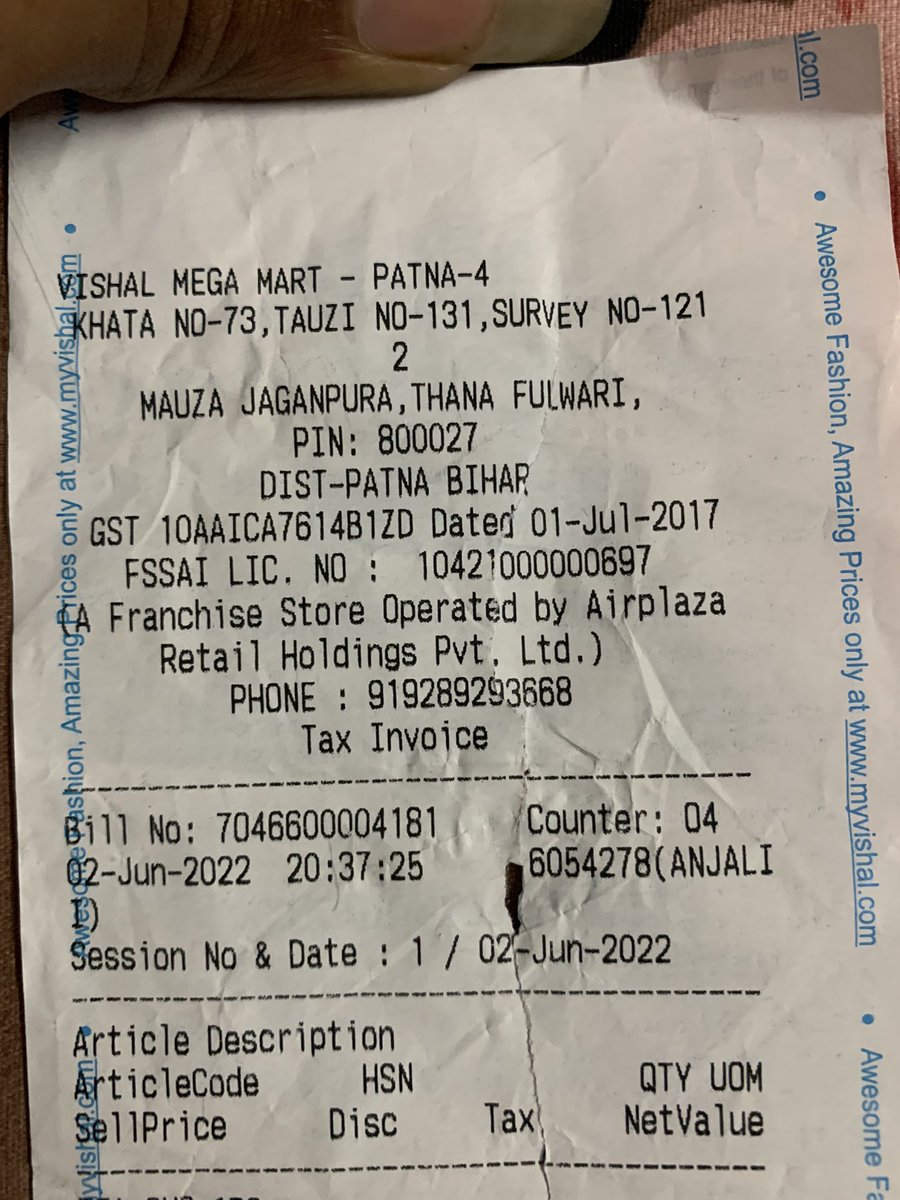 VISHAL MEGA MART - PATNA-4
KHATA NO-73,TAUZI NO-131,SURVEY NO-121
2
MAUZA JAGANPURA,THANA FULWARI,
PIN: 800027
DIST-PATNA BIHAR
GST 10AAICA7614B1ZD Dated 01-Jul-2017
FSSAI LIC. NO : 10421000000697
(A Franchise Store Operated by Airplaza
Retail Holdings Pvt. Ltd.)
PHONE : 919289293668
Tax Invoice
Bill No: 7046600004181 Counter: 04
02-Jun-2022 20:37:25 6054278(ANJALI
)
Session No & Date : 1 / 02-Jun-2022
Article Description
ArticleCode HSN QTY UOM
SellPrice Disc Tax NetValue
Awesome Fashion, Amazing Prices only at www.myvishal.com
al.com
Awesome Fashion, Amazing Prices only at www.myvishal.com
Awesome Fa